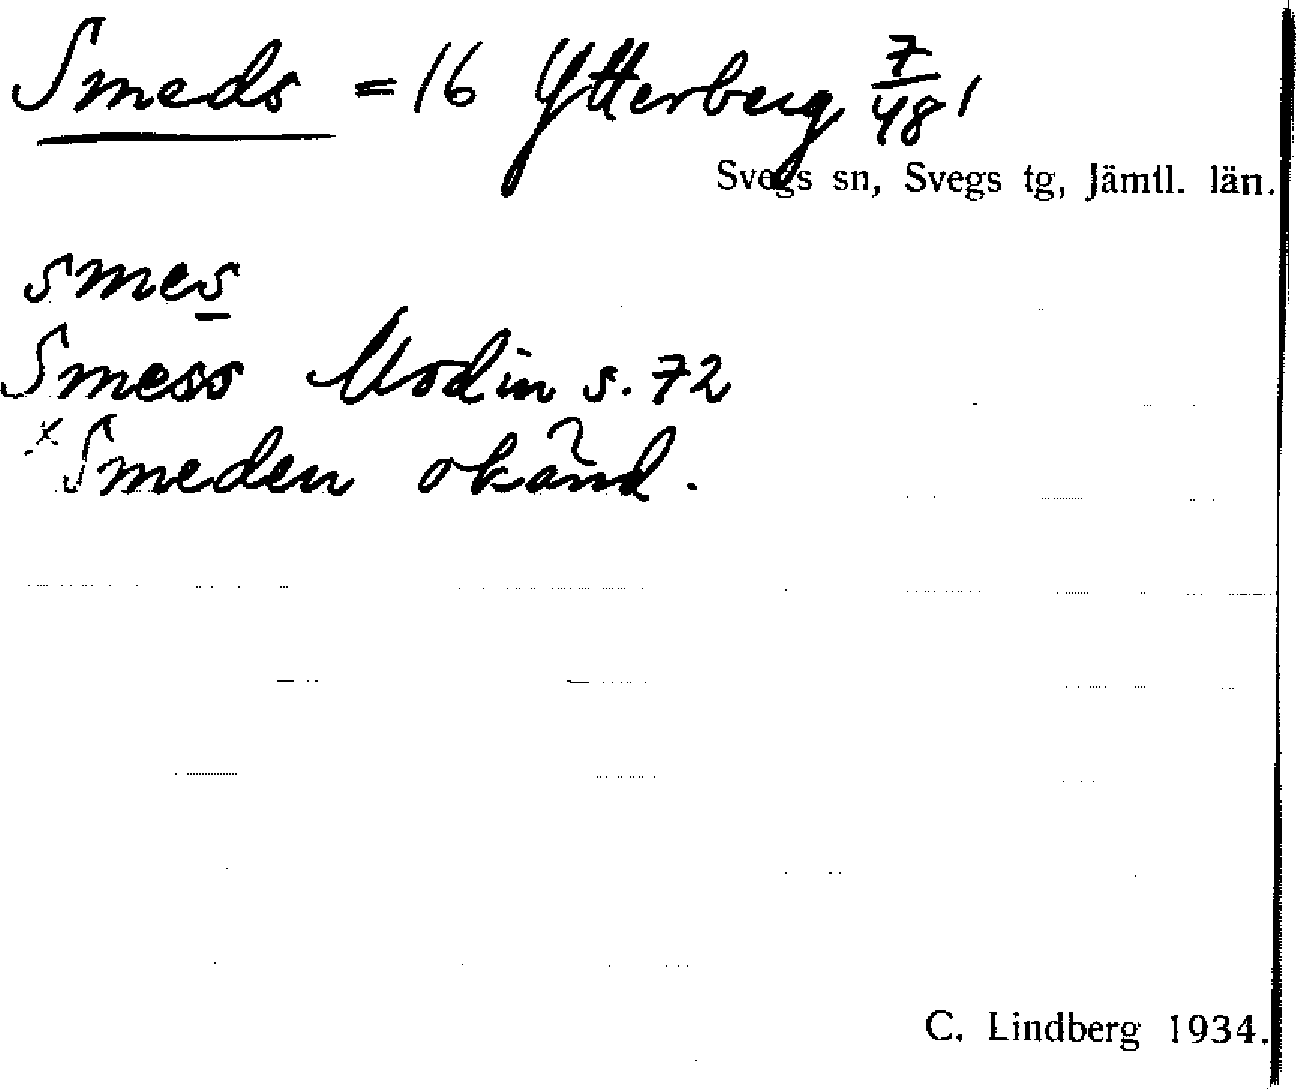 Smeds = 16 Ytterberg 7/48,
Svegs sn, Svegs tg, Jämtl. län.
smes
Smess Modin s. 72
x Smeden okänd.
C. Lindberg 1934.